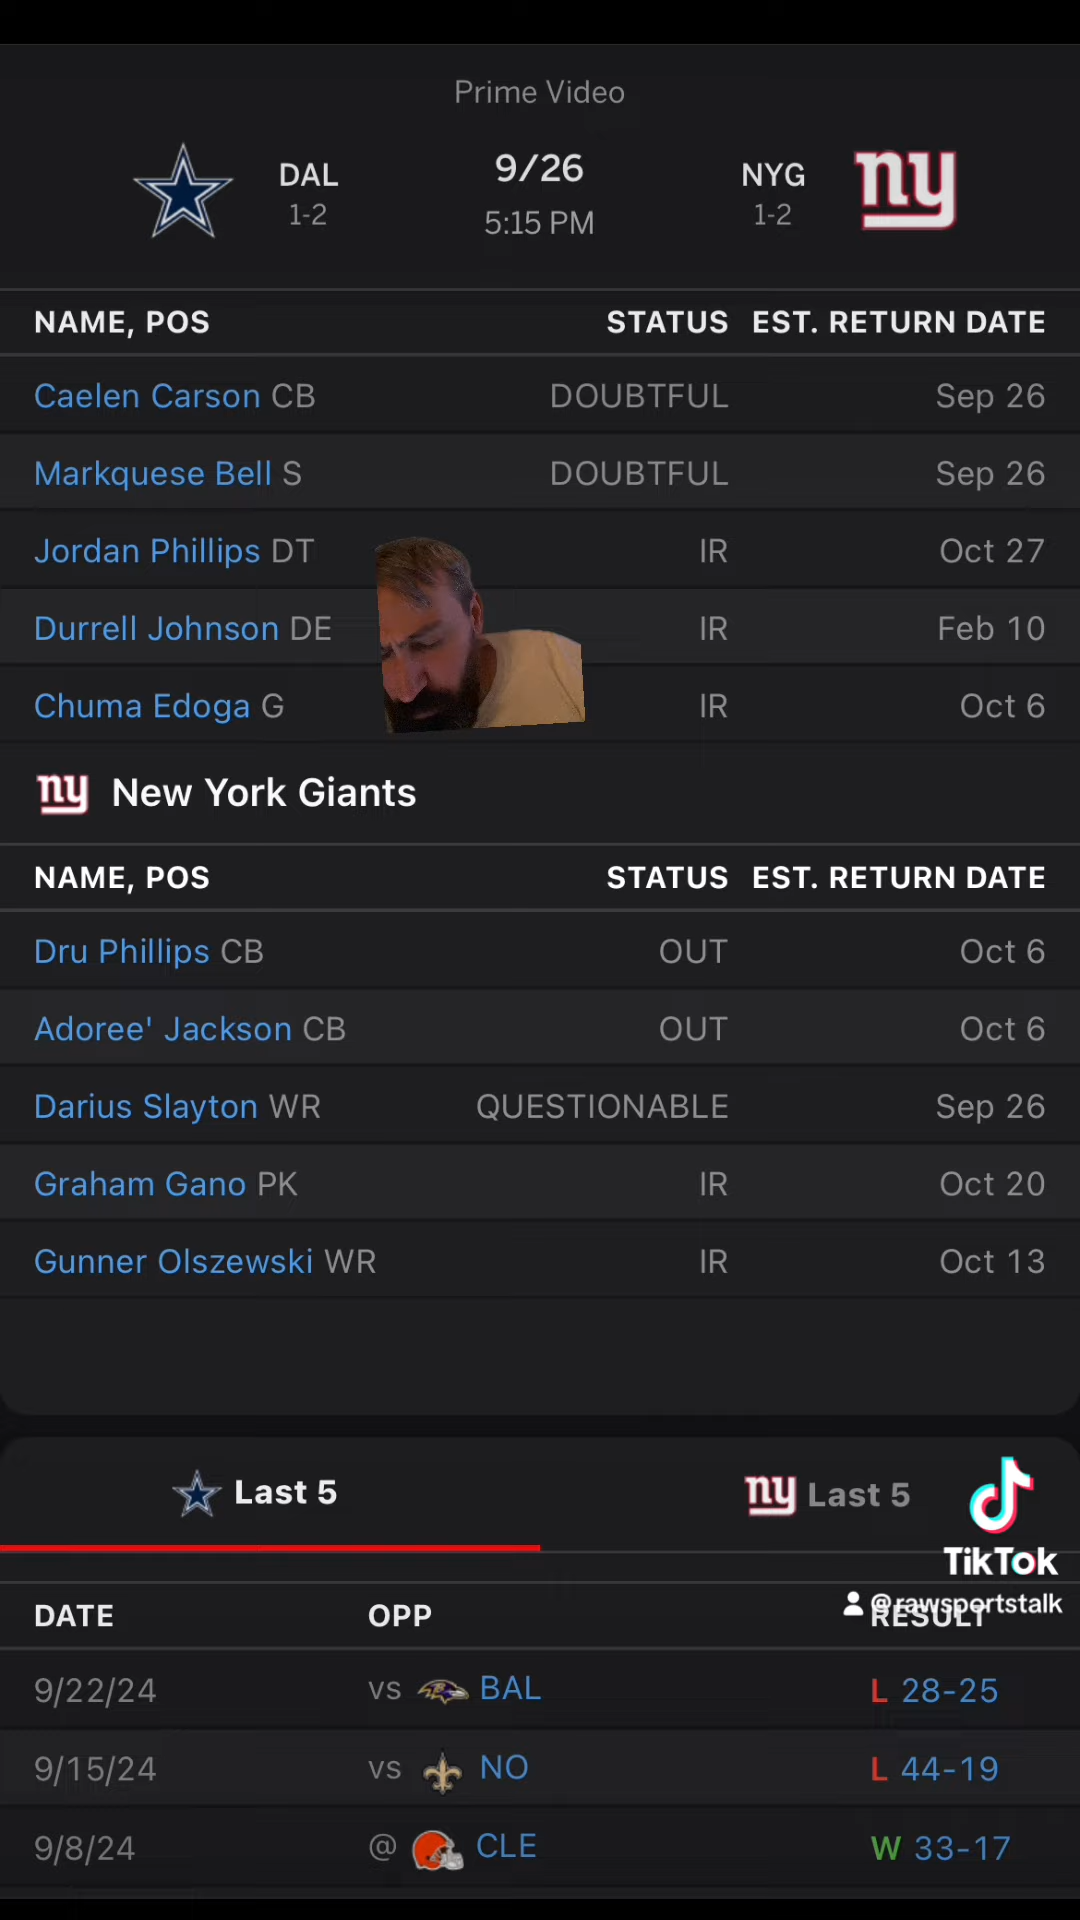 Prime Video
DAL 9/26 NYG
1-2 5:15 PM 1-2
ny
NAME, POS STATUS EST. RETURN DATE
Caelen Carson CB DOUBTFUL Sep 26
Markquese Bell S DOUBTFUL Sep 26
Jordan Phillips DT IR Oct 27
Durrell Johnson DE IR Feb 10
Chuma Edoga G IR Oct 6
ny New York Giants
NAME, POS STATUS EST. RETURN DATE
Dru Phillips CB OUT Oct 6
Adoree' Jackson CB OUT Oct 6
Darius Slayton WR QUESTIONABLE Sep 26
Graham Gano PK IR Oct 20
Gunner Olszewski WR IR Oct 13
Last 5 ny Last 5
TikTok
@rawsportstalk
DATE OPP RESULT
9/22/24 vs BAL L 28-25
9/15/24 vs NO L 44-19
9/8/24 @ CLE W 33-17